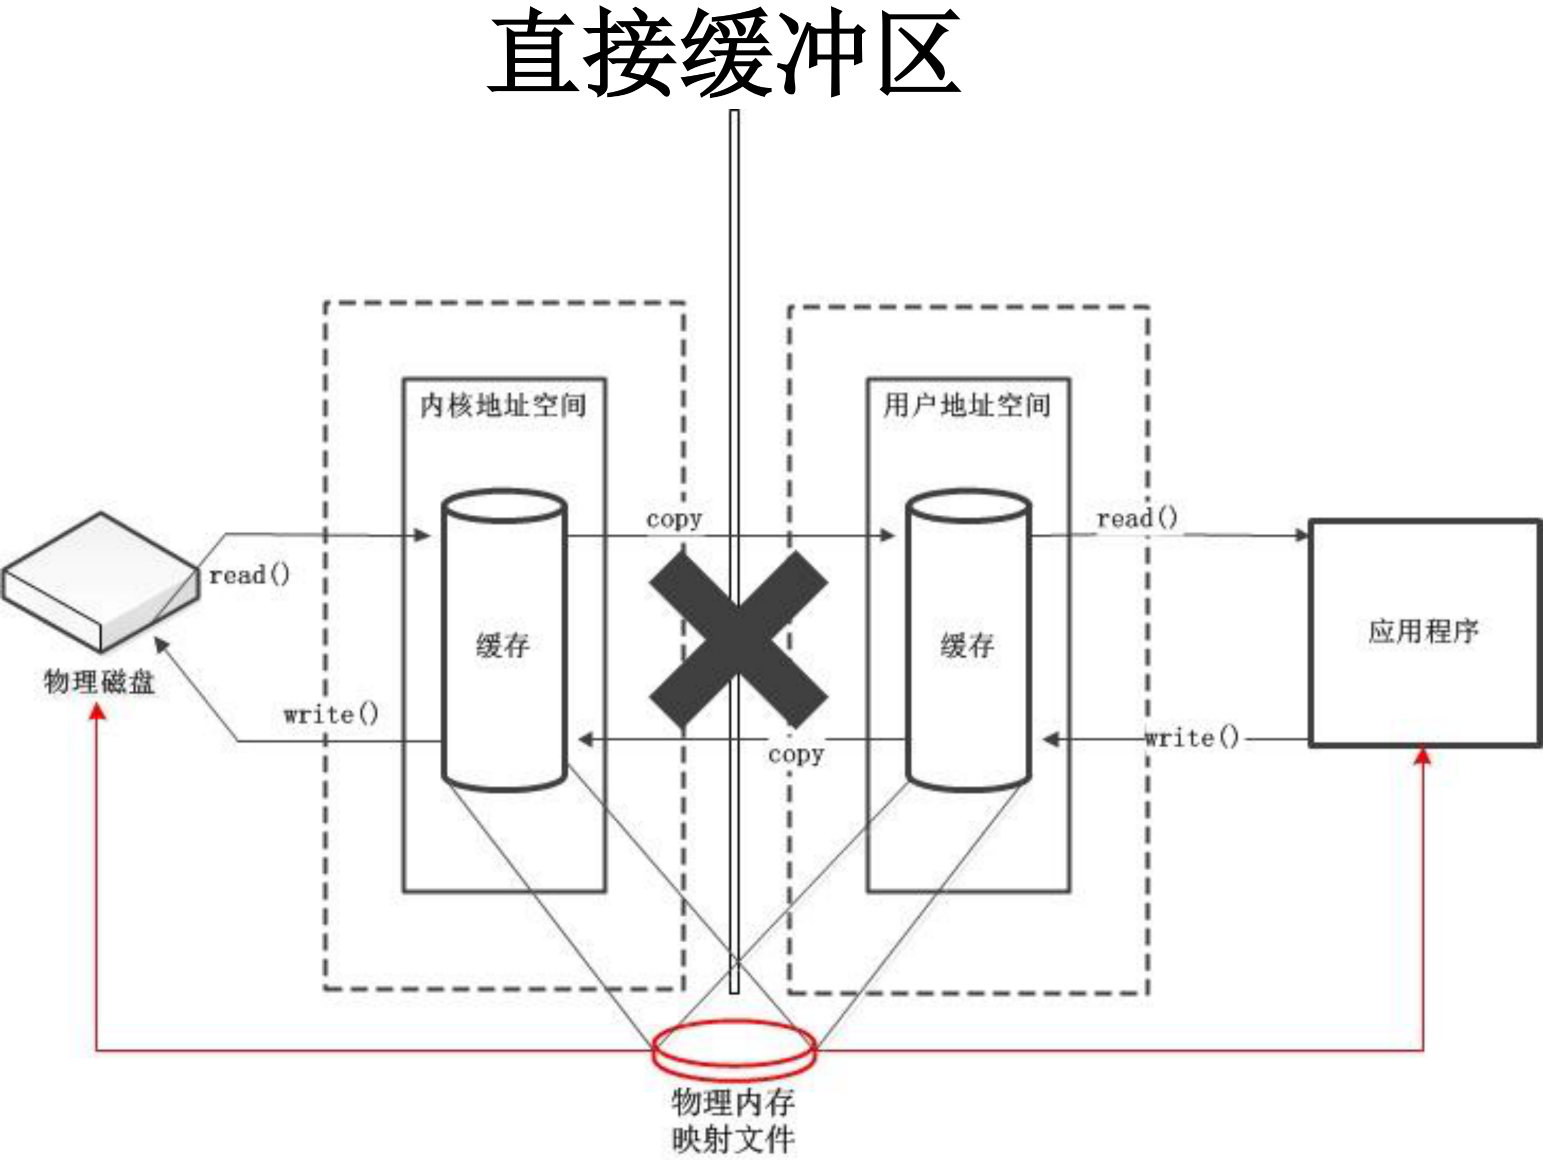 直接缓冲区
内核地址空间
用户地址空间
copy
read()
read()
缓存
缓存
应用程序
物理磁盘
write()
copy
write()
物理内存
映射文件